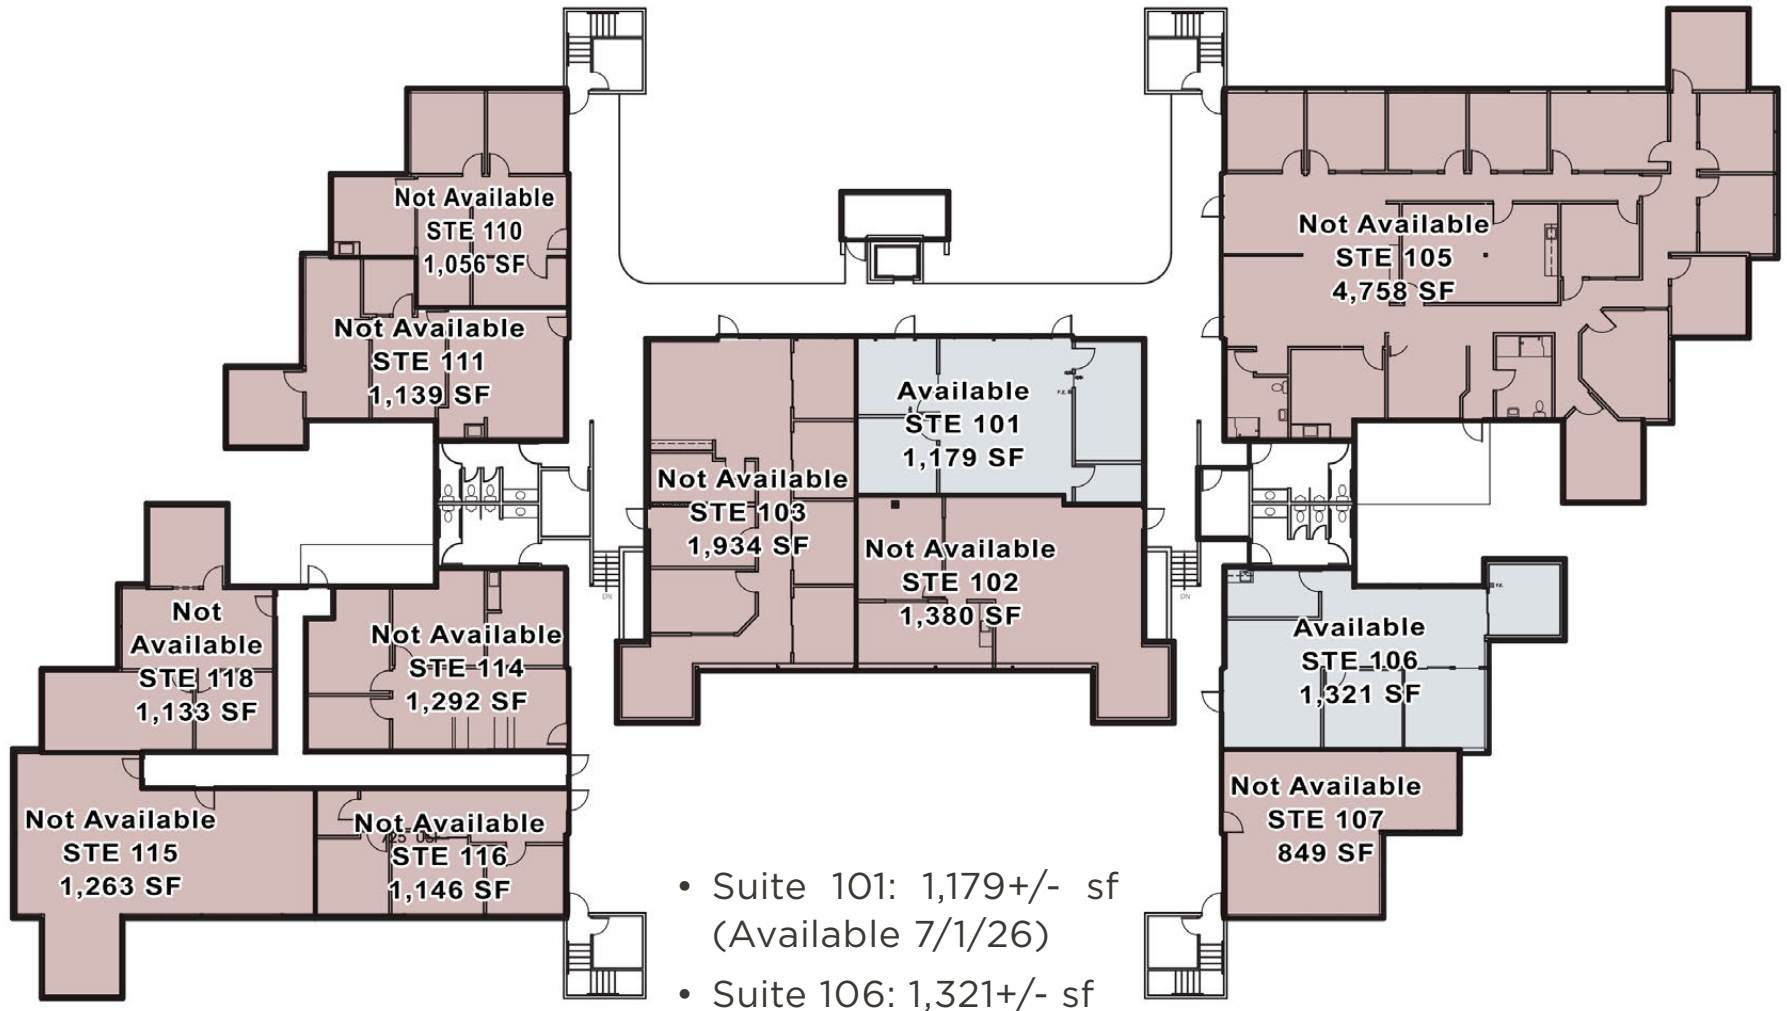 Not Available
STE 110
1,056 SF
Not Available
STE 111
1,139 SF
Not Available
STE 105
4,758 SF
Available
STE 101
1,179 SF
Not Available
STE 103
1,934 SF
Not Available
STE 102
1,380 SF
DN
DN
Not
Available
STE 118
1,133 SF
Not Available
STE 114
1,292 SF
Available
STE 106
1,321 SF
Not Available
STE 107
849 SF
Not Available
STE 115
1,263 SF
Not Available
STE 116
1,146 SF
• Suite 101: 1,179+/- sf
(Available 7/1/26)
• Suite 106: 1,321+/- sf